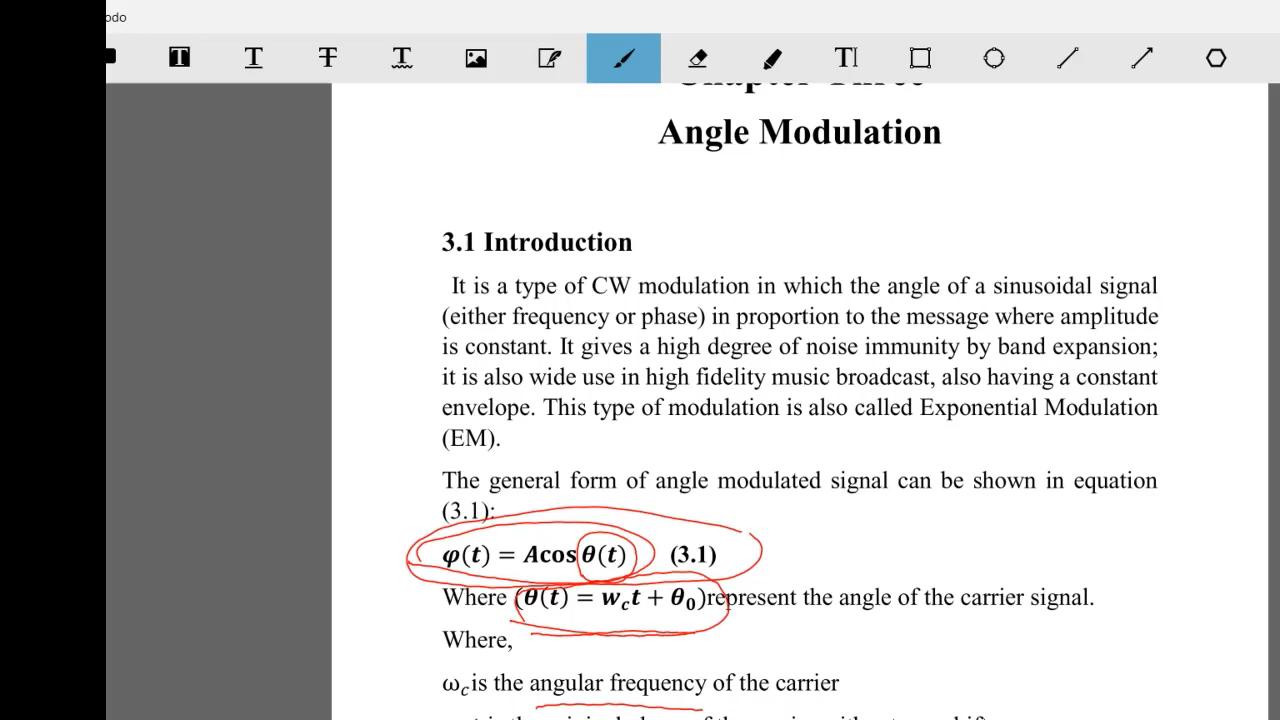 odo
Chapter Three
Angle Modulation
3.1 Introduction
It is a type of CW modulation in which the angle of a sinusoidal signal
(either frequency or phase) in proportion to the message where amplitude
is constant. It gives a high degree of noise immunity by band expansion;
it is also wide use in high fidelity music broadcast, also having a constant
envelope. This type of modulation is also called Exponential Modulation
(EM).
The general form of angle modulated signal can be shown in equation
(3.1):
φ(t) = Acos θ(t) (3.1)
Where (θ(t) = w_c t + θ_0)represent the angle of the carrier signal.
Where,
ω_c is the angular frequency of the carrier